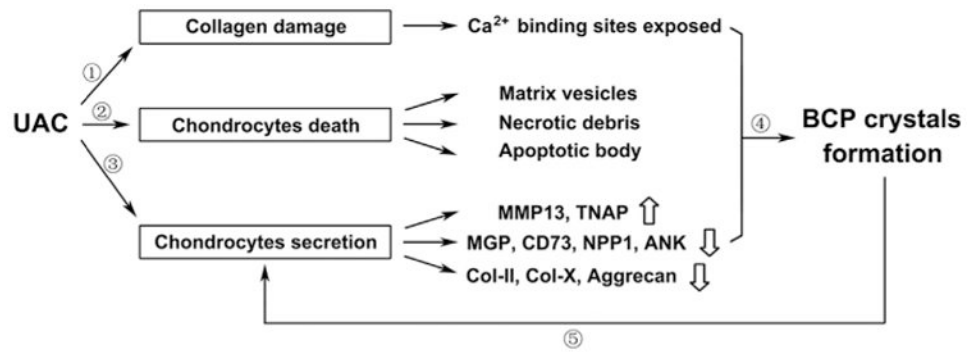 Collagen damage
Ca²⁺ binding sites exposed
①
UAC
②
Chondrocytes death
Matrix vesicles
Necrotic debris
Apoptotic body
④
BCP crystals
formation
③
Chondrocytes secretion
MMP13, TNAP
MGP, CD73, NPP1, ANK
Col-II, Col-X, Aggrecan
⑤